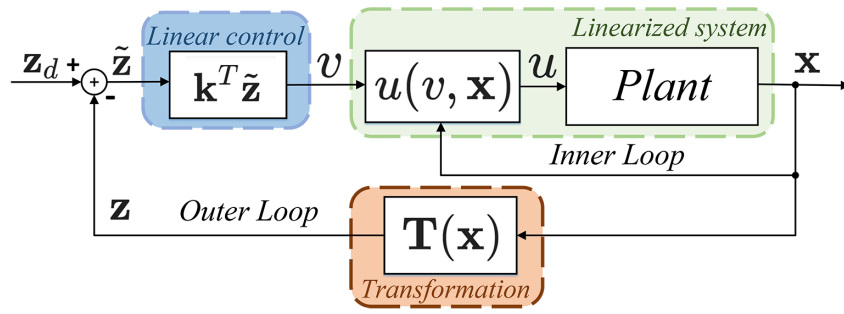 Linear control
Linearized system
𝐳_d + 𝐳̃
𝐤^T 𝐳̃
v
u(v, 𝐱)
u
Plant
𝐱
-
+
Inner Loop
𝐳
Outer Loop
𝐓(𝐱)
Transformation